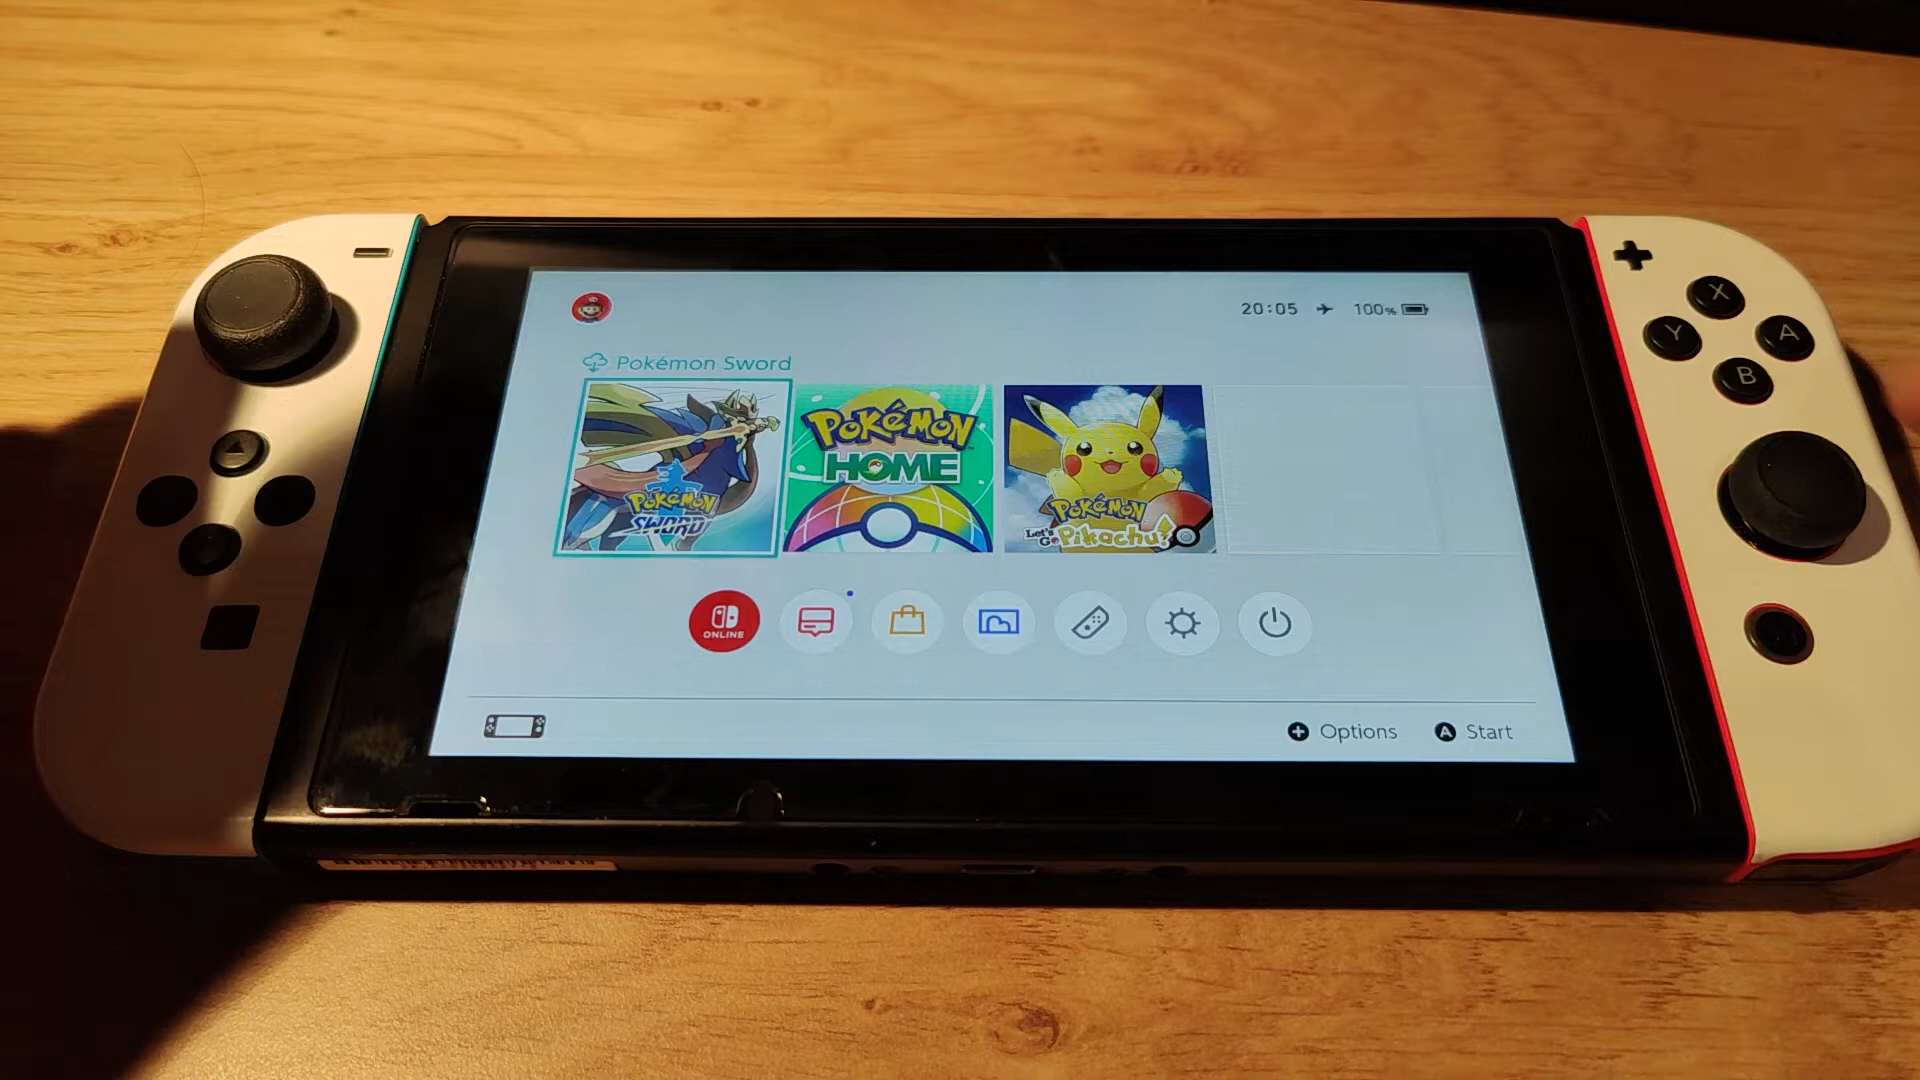 20:05 100%
Pokémon Sword
Pokémon
SWORD
Pokémon
HOME
Pokémon
Let's Go Pikachu!
ONLINE
Options
A Start
X
Y
A
B